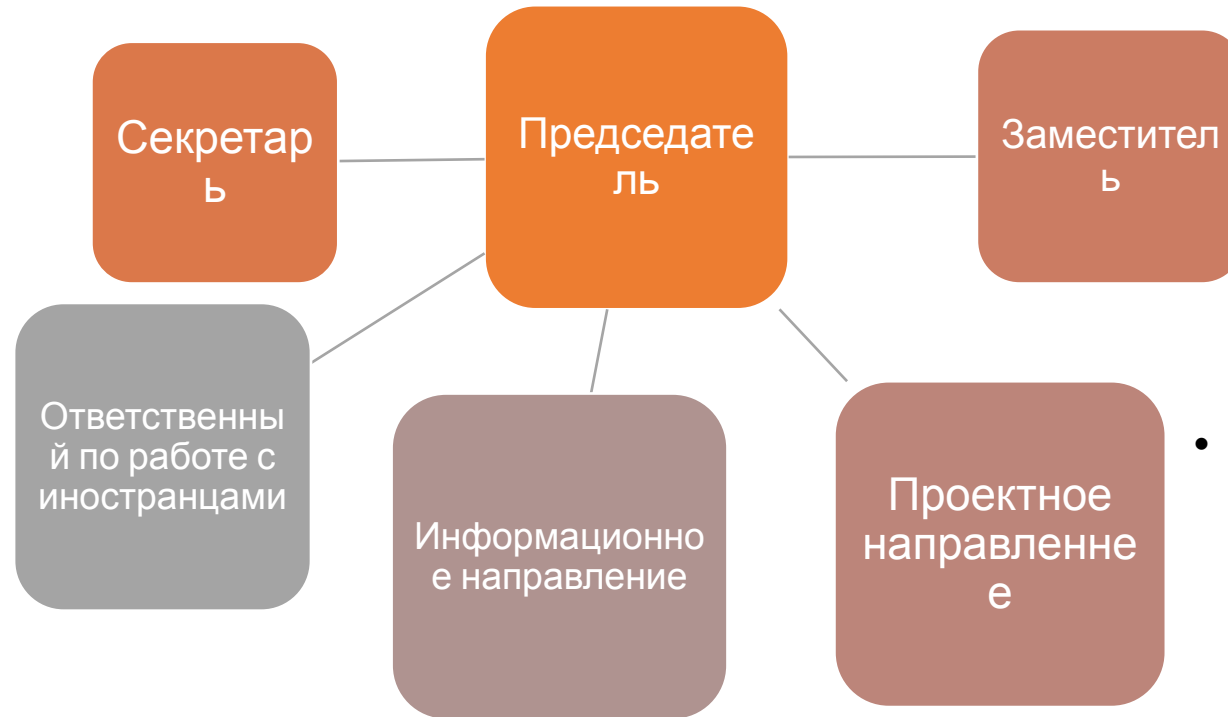 Секретар
ь
Председате
ль
Заместител
ь
Ответственны
й по работе с
иностранцами
Информационно
е направление
Проектное
направленне
е
•